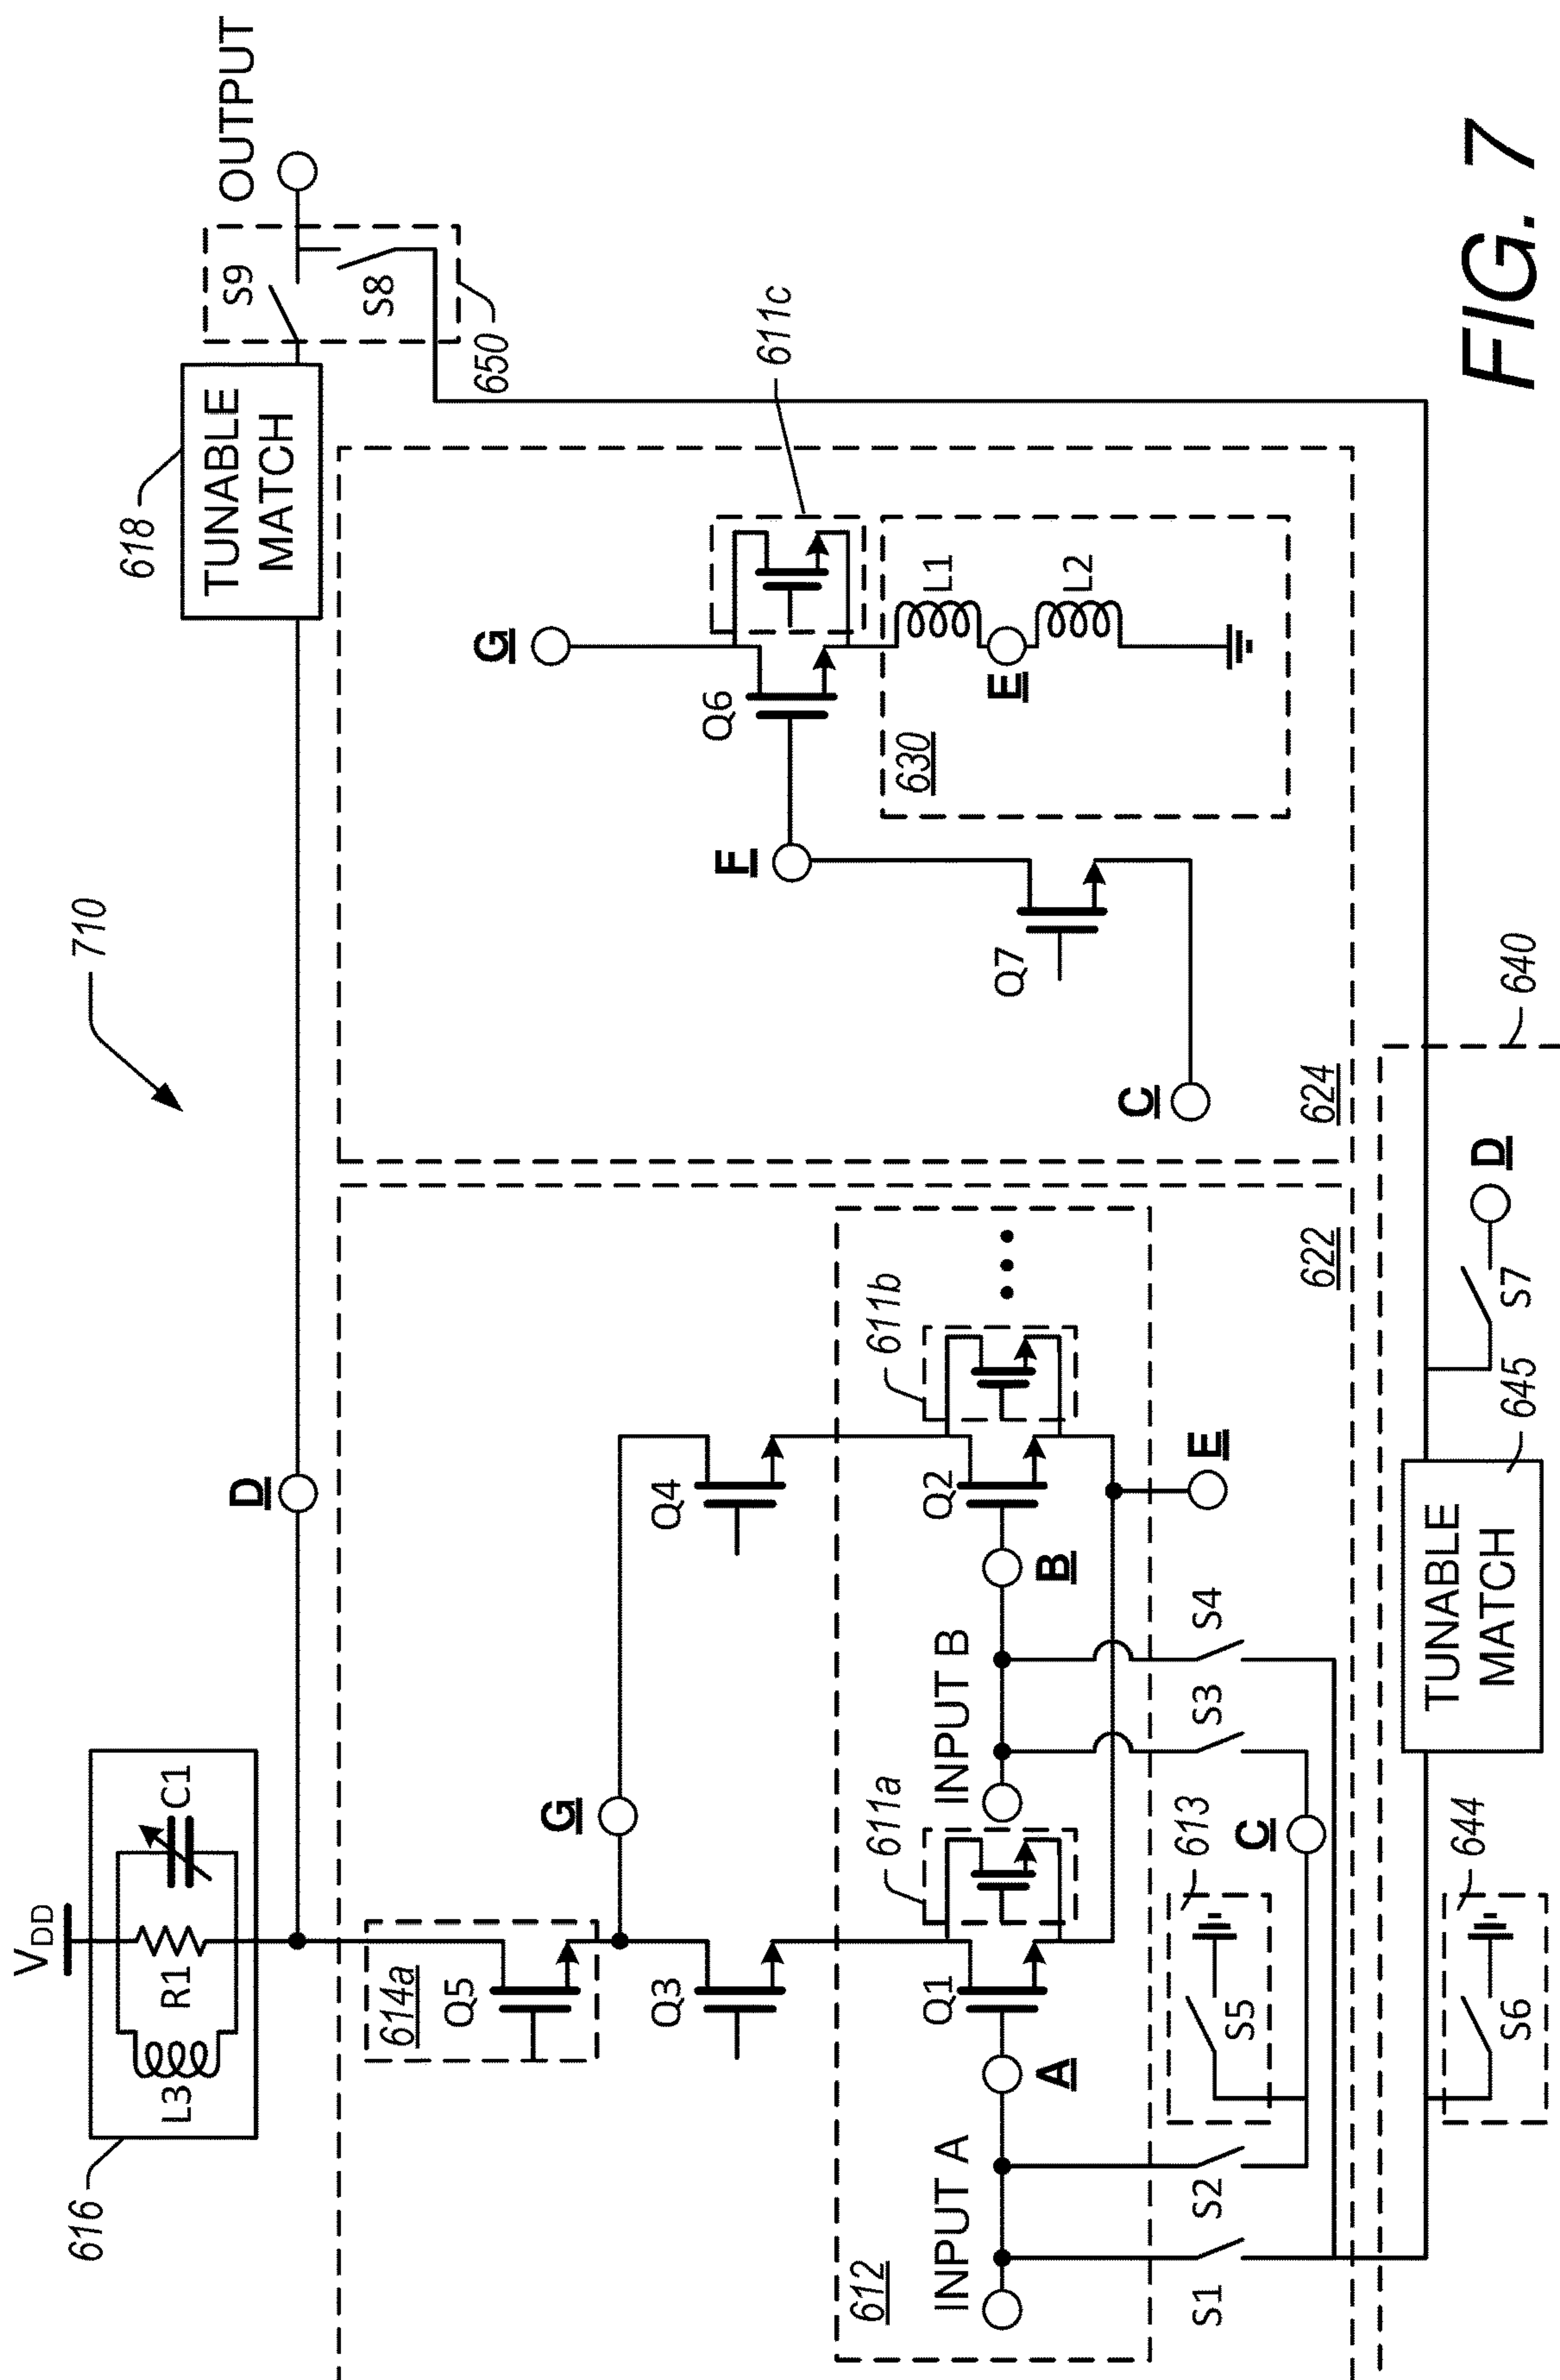 710
V_DD
616
L3
R1
C1
D
618
TUNABLE
MATCH
S9
OUTPUT
S8
650
614a
Q5
G
Q3
Q4
G
Q6
611c
F
630
L1
E
L2
Q7
C
624
612
INPUT A
A
Q1
611a
INPUT B
B
Q2
611b
E
622
S1
S2
S5
613
C
S3
S4
S6
644
TUNABLE
MATCH
645
S7
D
640
FIG. 7